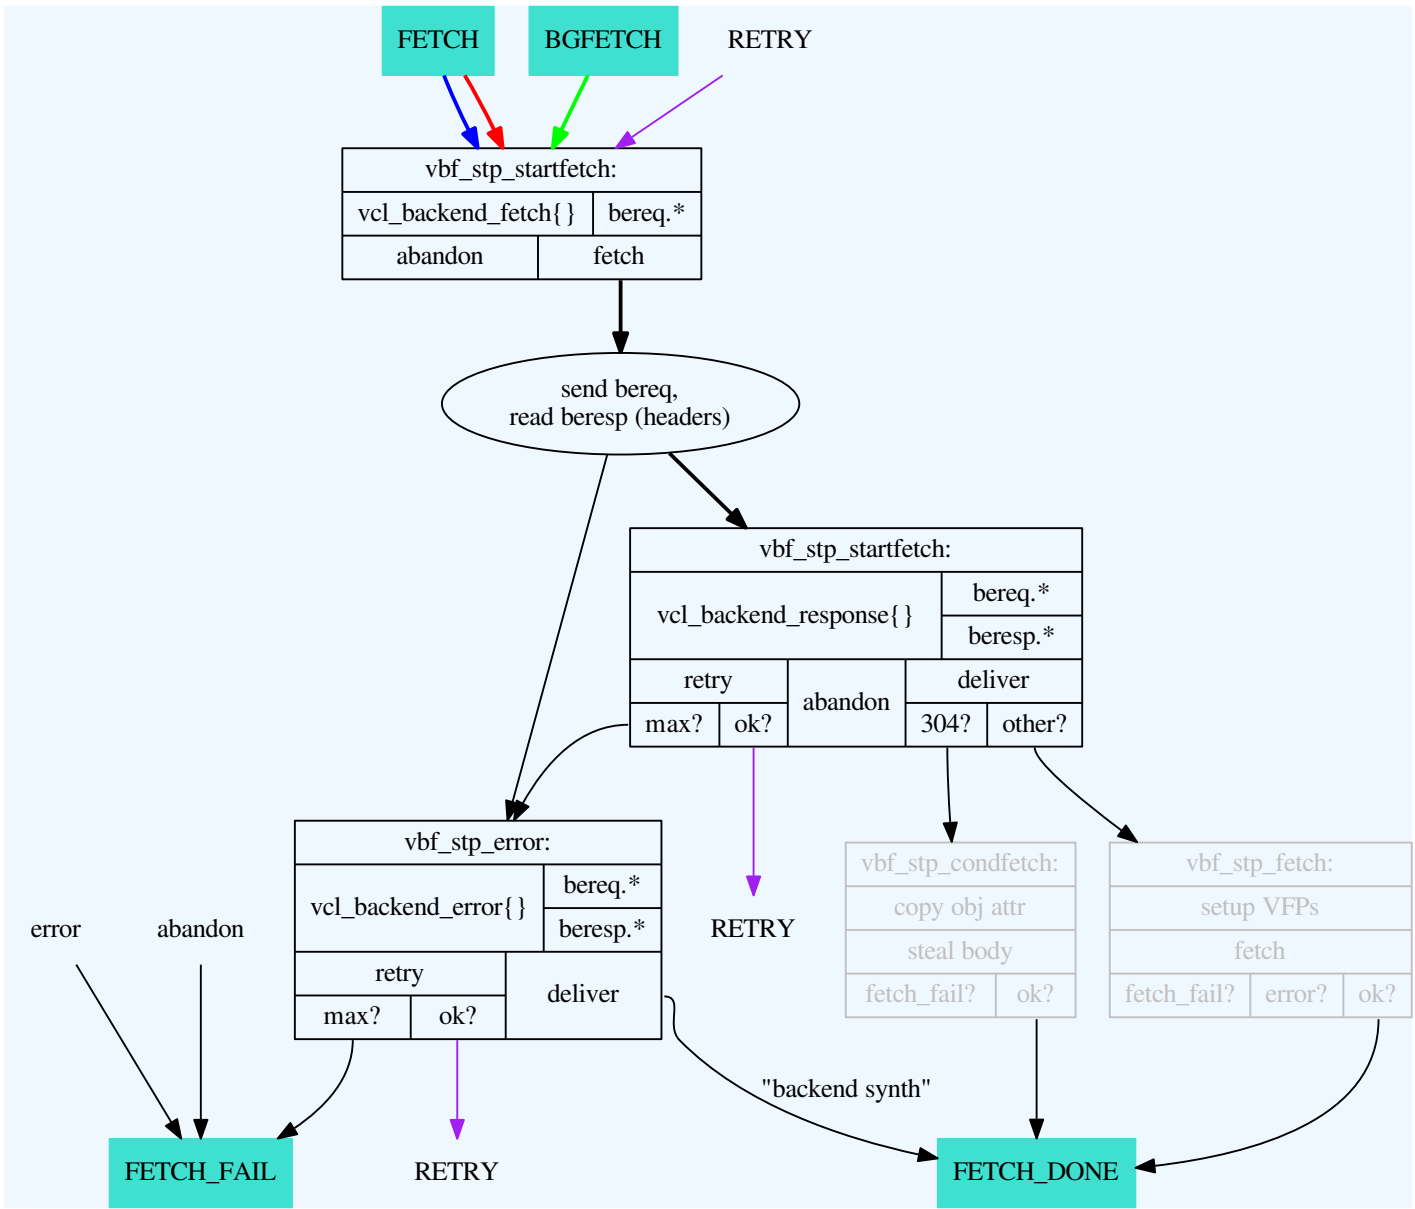 FETCH
BGFETCH
RETRY
vbf_stp_startfetch:
vcl_backend_fetch{}
bereq.*
abandon
fetch
send bereq,
read beresp (headers)
vbf_stp_startfetch:
vcl_backend_response{}
bereq.*
beresp.*
retry
max?
ok?
abandon
deliver
304?
other?
vbf_stp_error:
vcl_backend_error{}
bereq.*
beresp.*
retry
max?
ok?
deliver
error
abandon
RETRY
vbf_stp_condfetch:
copy obj attr
steal body
fetch_fail?
ok?
vbf_stp_fetch:
setup VFPs
fetch
fetch_fail?
error?
ok?
"backend synth"
FETCH_FAIL
RETRY
FETCH_DONE